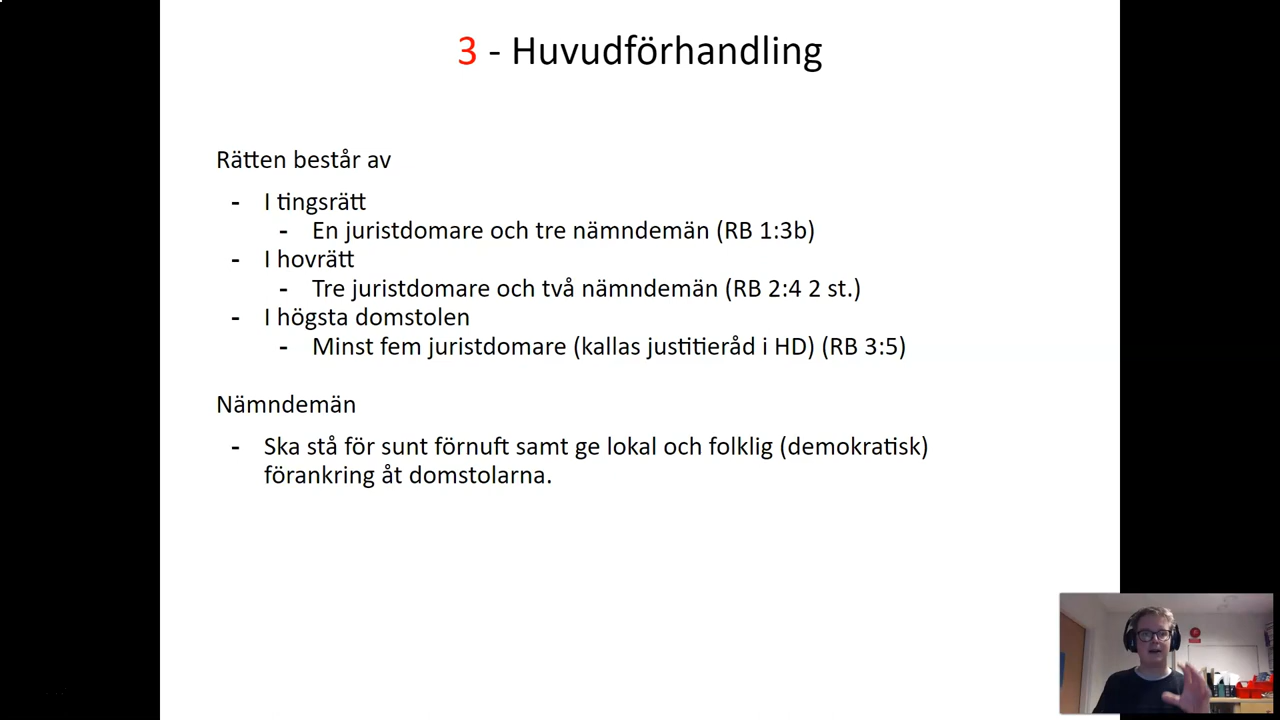 3 - Huvudförhandling
Rätten består av
- I tingsrätt
- En juristdomare och tre nämndemän (RB 1:3b)
- I hovrätt
- Tre juristdomare och två nämndemän (RB 2:4 2 st.)
- I högsta domstolen
- Minst fem juristdomare (kallas justitieråd i HD) (RB 3:5)
Nämndemän
- Ska stå för sunt förnuft samt ge lokal och folklig (demokratisk)
förankring åt domstolarna.